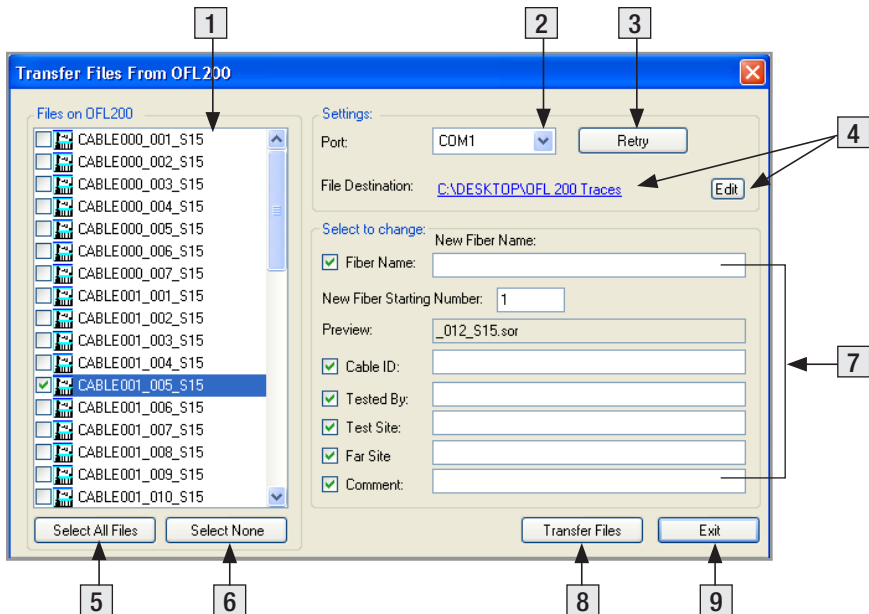 1
2
3
4
Transfer Files From OFL200
Files on OFL200
CABLE000_001_S15
CABLE000_002_S15
CABLE000_003_S15
CABLE000_004_S15
CABLE000_005_S15
CABLE000_006_S15
CABLE000_007_S15
CABLE001_001_S15
CABLE001_002_S15
CABLE001_003_S15
CABLE001_004_S15
CABLE001_005_S15
CABLE001_006_S15
CABLE001_007_S15
CABLE001_008_S15
CABLE001_009_S15
CABLE001_010_S15
Select All Files
Select None
Settings:
Port:
COM1
Retry
File Destination:
C:\DESKTOP\OFL 200 Traces
Edit
Select to change:
New Fiber Name:
Fiber Name:
New Fiber Starting Number:
1
Preview:
_012_S15.sor
Cable ID:
Tested By:
Test Site:
Far Site
Comment:
7
Transfer Files
Exit
5
6
8
9